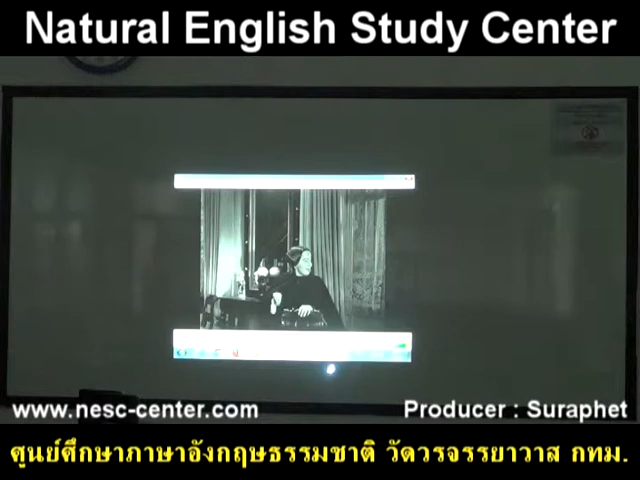 Natural English Study Center
www.nesc-center.com
Producer : Suraphet
ศูนย์ศึกษาภาษาอังกฤษธรรมชาติ วัดวรจรรยาวาส กทม.